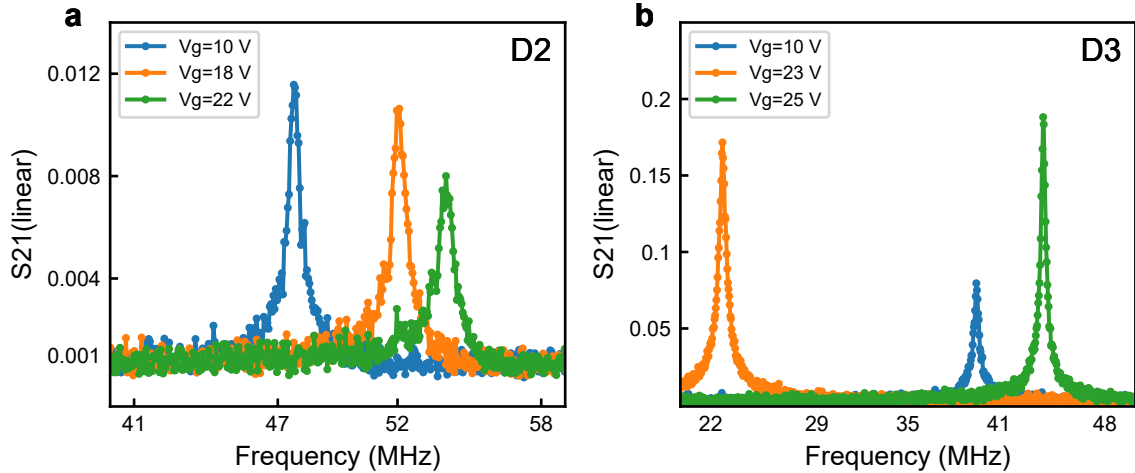 a
D2
Vg=10 V
Vg=18 V
Vg=22 V
S21(linear)
0.012
0.008
0.004
0.001
41
47
52
58
Frequency (MHz)
b
D3
Vg=10 V
Vg=23 V
Vg=25 V
S21(linear)
0.2
0.15
0.1
0.05
22
29
35
41
48
Frequency (MHz)